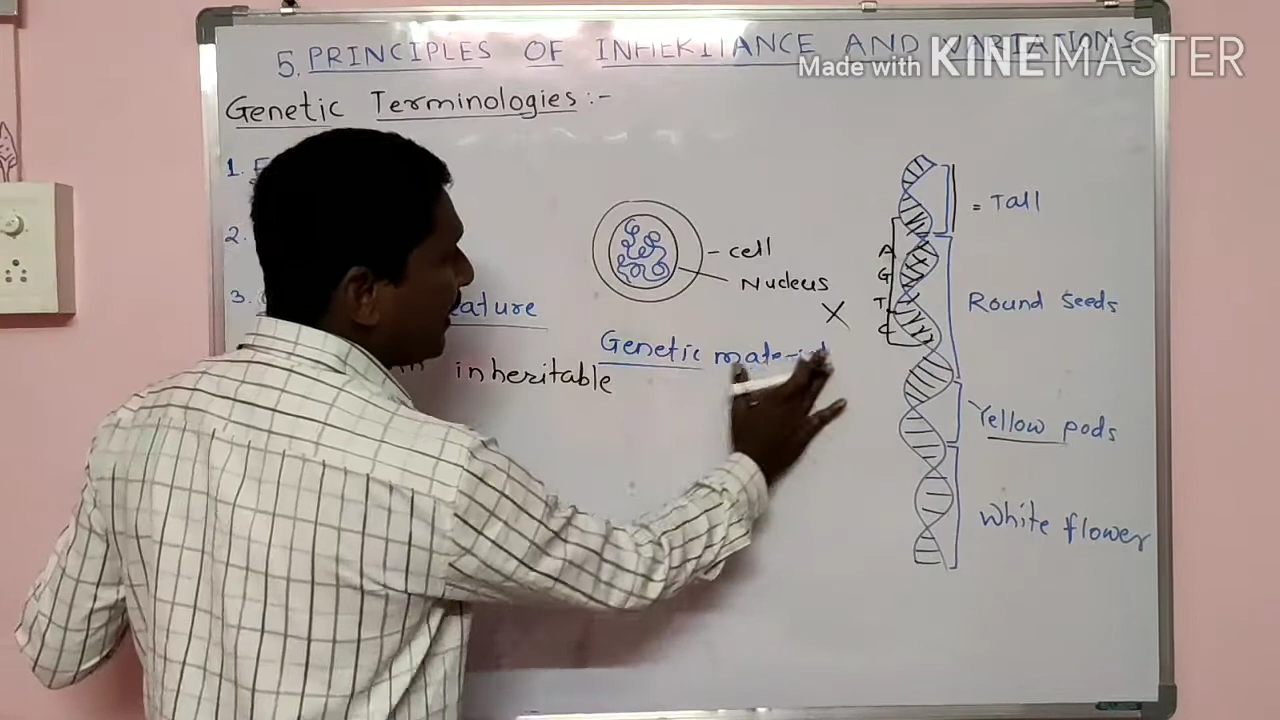 5. PRINCIPLES OF INHERITANCE AND VARIATIONS
Made with KINEMASTER
Genetic Terminologies :-
1.
2.
3.
eature
inheritable
cell
Nucleus
X
Genetic material
= Tall
A
G
T
C
Round seeds
Yellow pods
White flower